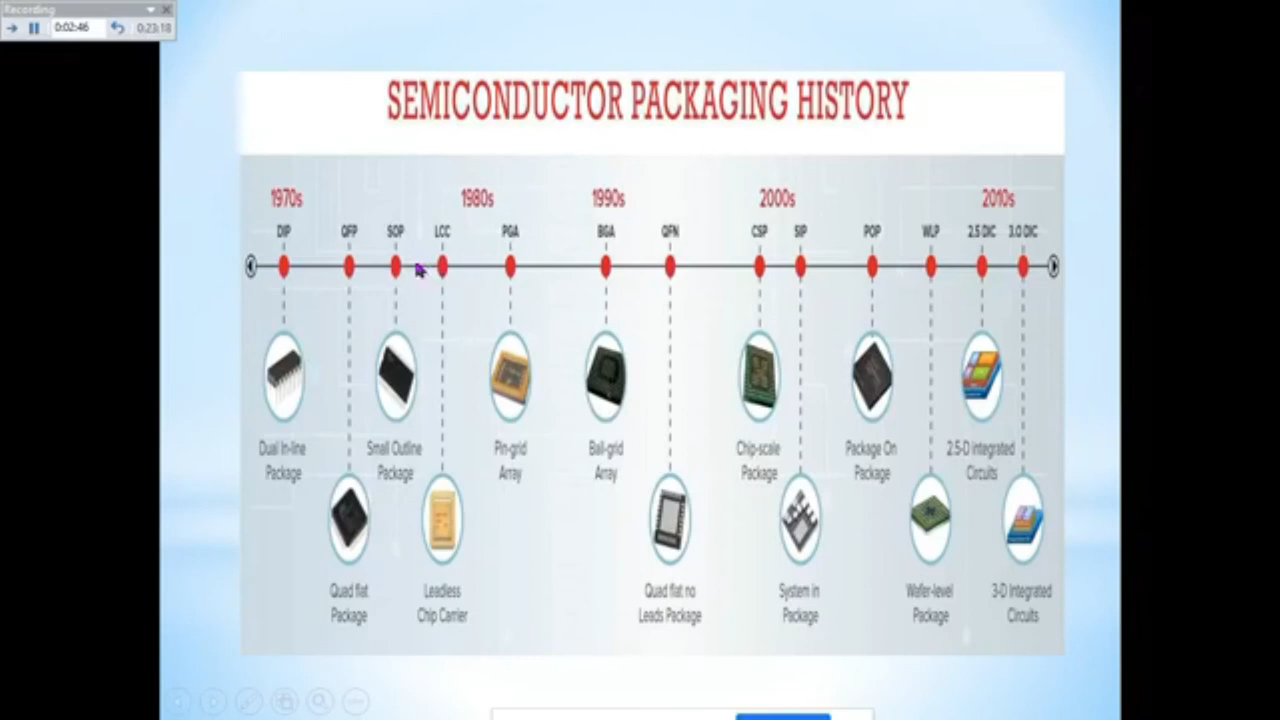 Recording
0:02:46
0:23:18
SEMICONDUCTOR PACKAGING HISTORY
1970s 1980s 1990s 2000s 2010s
DIP QFP SOP LCC PGA BGA QFN CSP SIP POP WLP 2.5 DIC 3.0 DIC
Dual In-line
Package
Small Outline
Package
Pin-grid
Array
Ball-grid
Array
Chip-scale
Package
Package On
Package
2.5-D integrated
Circuits
Quad flat
Package
Leadless
Chip Carrier
Quad flat no
Leads Package
System in
Package
Wafer-level
Package
3-D Integrated
Circuits